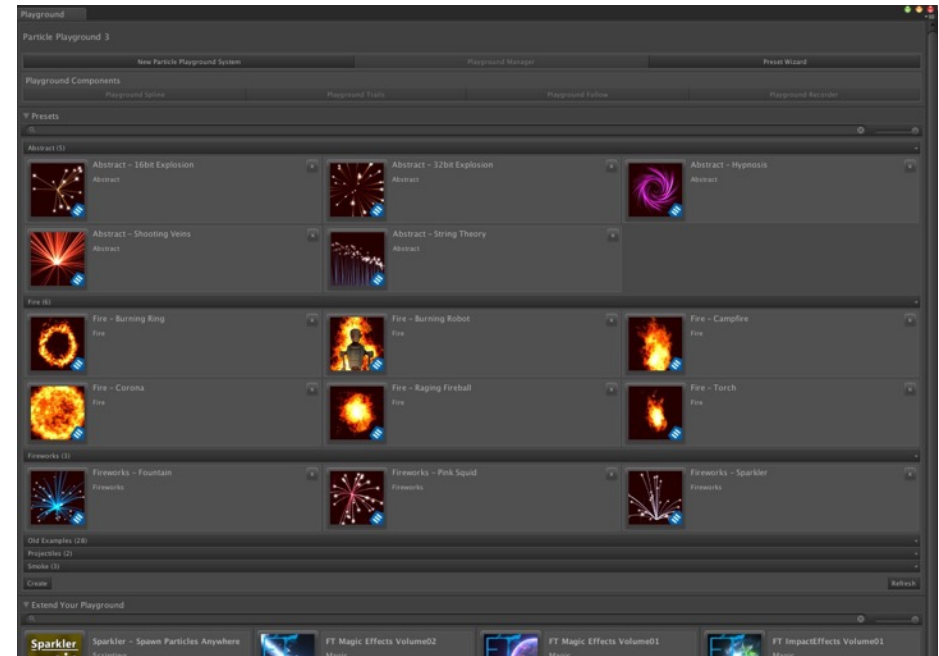 Playground
Particle Playground 3
New Particle Playground System
Playground Manager
Preset Wizard
Playground Components
Playground Spline
Playground Trails
Playground Follow
Playground Recorder
Presets
Abstract (5)
Abstract - 16bit Explosion
Abstract
Abstract - 32bit Explosion
Abstract
Abstract - Hypnosis
Abstract
Abstract - Shooting Veins
Abstract
Abstract - String Theory
Abstract
Fire (6)
Fire - Burning Ring
Fire
Fire - Burning Robot
Fire
Fire - Campfire
Fire
Fire - Corona
Fire
Fire - Raging Fireball
Fire
Fire - Torch
Fire
Fireworks (3)
Fireworks - Fountain
Fireworks
Fireworks - Pink Squid
Fireworks
Fireworks - Sparkler
Fireworks
Old Examples (28)
Projectiles (2)
Smoke (3)
Create
Refresh
Extend Your Playground
Sparkler
Sparkler - Spawn Particles Anywhere
Scripting
FT Magic Effects Volume02
Magic
FT Magic Effects Volume01
Magic
FT ImpactEffects Volume01
Magic